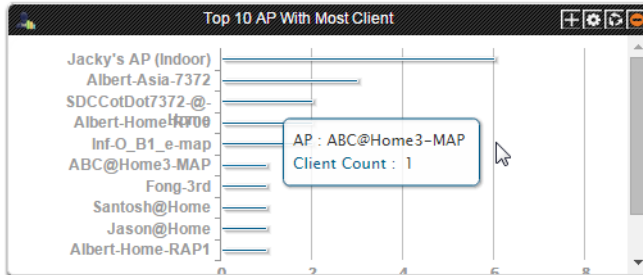 Top 10 AP With Most Client
Jacky's AP (Indoor)
Albert-Asia-7372
SDCCotDot7372-@-
Home
Albert-Home-R700
Inf-O_B1_e-map
ABC@Home3-MAP
Fong-3rd
Santosh@Home
Jason@Home
Albert-Home-RAP1
AP : ABC@Home3-MAP
Client Count : 1
0 2 4 6 8